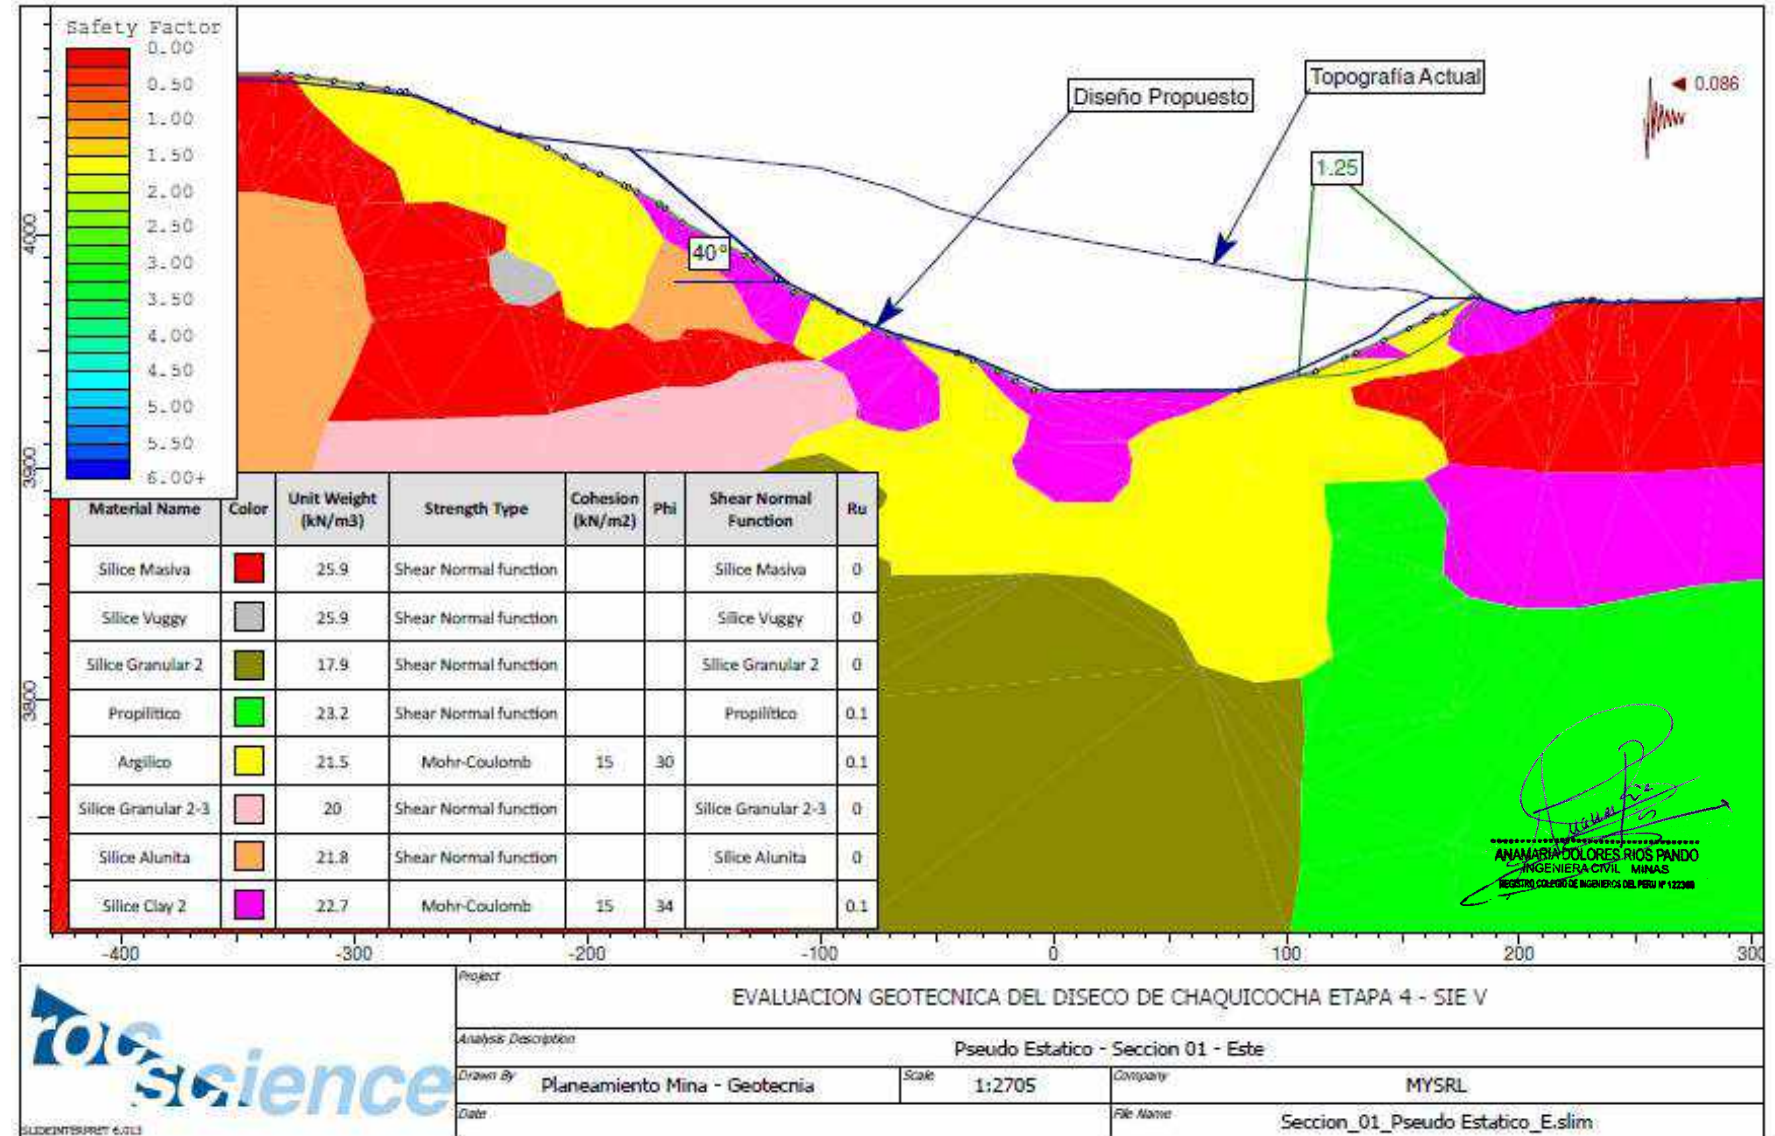 Safety Factor
0.00
0.50
1.00
1.50
2.00
2.50
3.00
3.50
4.00
4.50
5.00
5.50
6.00+
Diseño Propuesto
Topografía Actual
0.086
1.25
40°
4000
3900
3800
Material Name Color Unit Weight (kN/m3) Strength Type Cohesion (kN/m2) Phi Shear Normal Function Ru
Silice Masiva 25.9 Shear Normal function Silice Masiva 0
Silice Vuggy 25.9 Shear Normal function Silice Vuggy 0
Silice Granular 2 17.9 Shear Normal function Silice Granular 2 0
Propilítico 23.2 Shear Normal function Propilítico 0.1
Argilico 21.5 Mohr-Coulomb 15 30 0.1
Silice Granular 2-3 20 Shear Normal function Silice Granular 2-3 0
Silice Alunita 21.8 Shear Normal function Silice Alunita 0
Silice Clay 2 22.7 Mohr-Coulomb 15 34 0.1
ANAMARIA DOLORES RIOS PANDO
INGENIERA CIVIL MINAS
REGISTRO COLEGIO DE INGENIEROS DEL PERU Nº
-400 -300 -200 -100 0 100 200 300
rocscience
SLIDEINTERPRET 6.013
Project
EVALUACION GEOTECNICA DEL DISECO DE CHAQUICOCHA ETAPA 4 - SIE V
Analysis Description
Pseudo Estatico - Seccion 01 - Este
Drawn By Planeamiento Mina - Geotecnia Scale 1:2705 Company MYSRL
Date File Name Seccion_01_Pseudo Estatico_E.slim